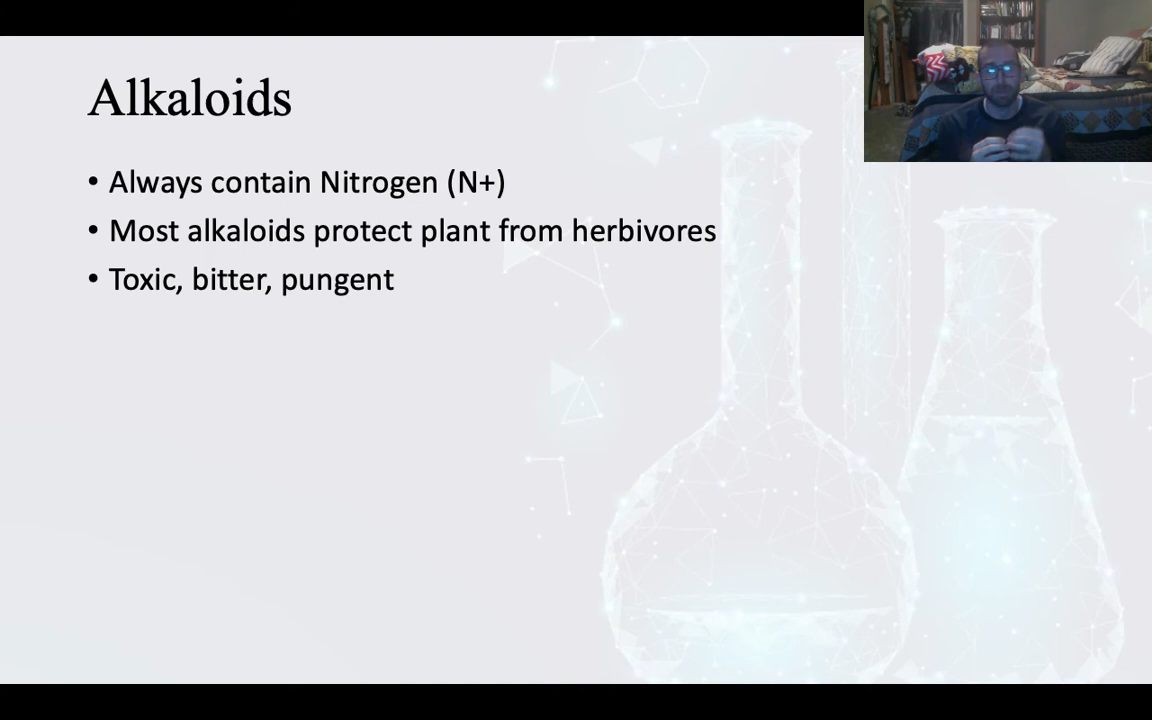 Alkaloids
• Always contain Nitrogen (N+)
• Most alkaloids protect plant from herbivores
• Toxic, bitter, pungent